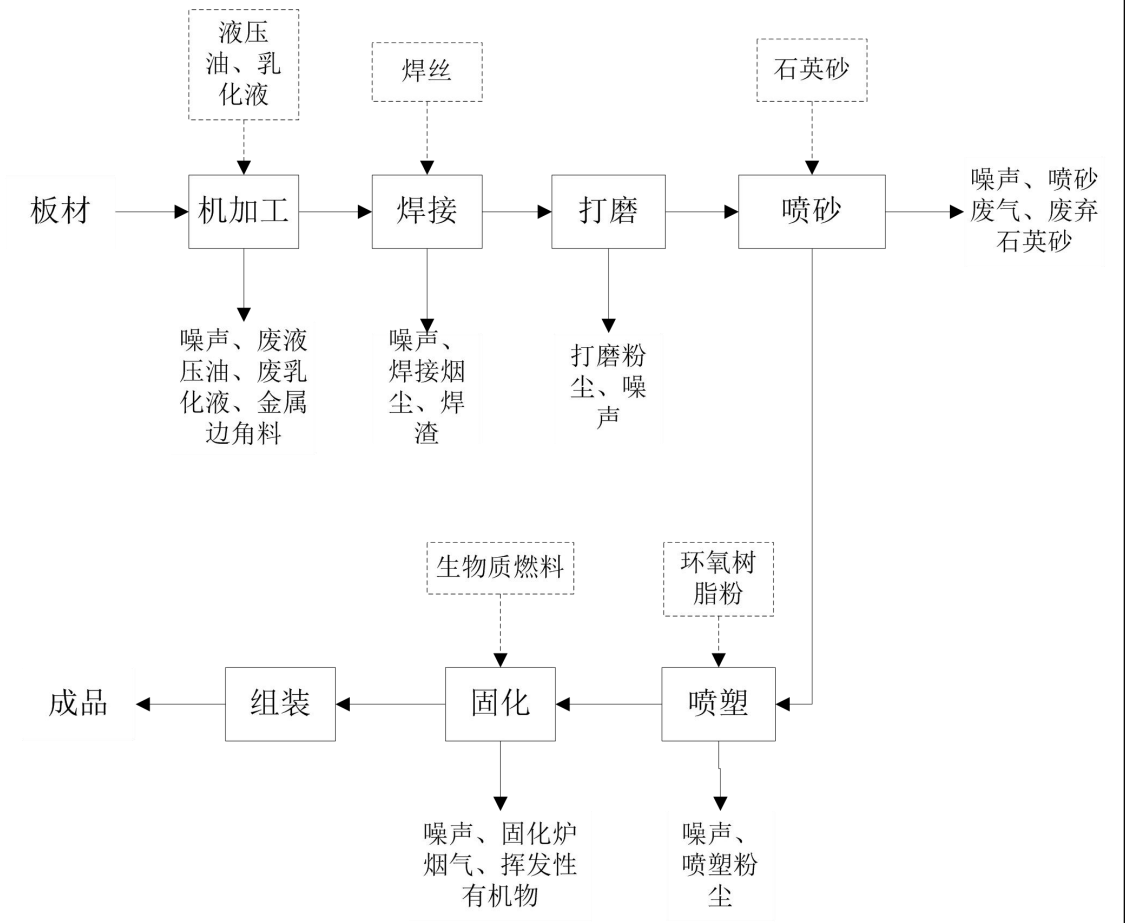 液压
油、乳
化液
焊丝
石英砂
板材
机加工
焊接
打磨
喷砂
噪声、喷砂
废气、废弃
石英砂
噪声、废液
压油、废乳
化液、金属
边角料
噪声、
焊接烟
尘、焊
渣
打磨粉
尘、噪
声
生物质燃料
环氧树
脂粉
成品
组装
固化
喷塑
噪声、固化炉
烟气、挥发性
有机物
噪声、
喷塑粉
尘